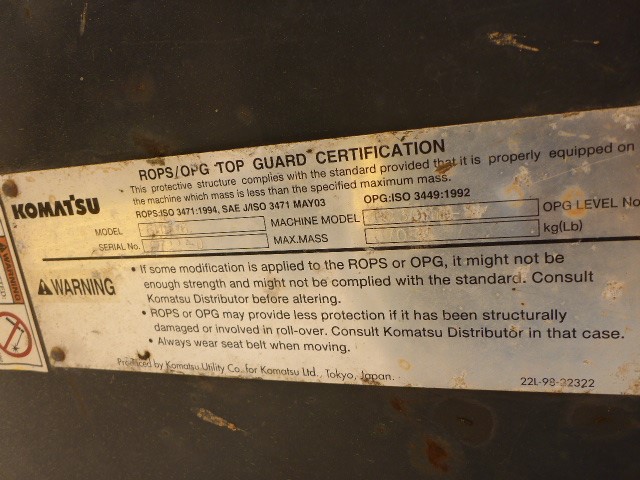 ROPS/OPG TOP GUARD CERTIFICATION
This protective structure complies with the standard provided that it is properly equipped on
the machine which mass is less than the specified maximum mass.
KOMATSU
ROPS:ISO 3471:1994, SAE J/ISO 3471 MAY03 OPG:ISO 3449:1992
MODEL MACHINE MODEL OPG LEVEL No
SERIAL No. MAX.MASS kg(Lb)
WARNING
• If some modification is applied to the ROPS or OPG, it might not be
enough strength and might not be complied with the standard. Consult
Komatsu Distributor before altering.
• ROPS or OPG may provide less protection if it has been structurally
damaged or involved in roll-over. Consult Komatsu Distributor in that case.
• Always wear seat belt when moving.
Produced by Komatsu Utility Co. for Komatsu Ltd., Tokyo, Japan.
22L-98-22322
WARNING